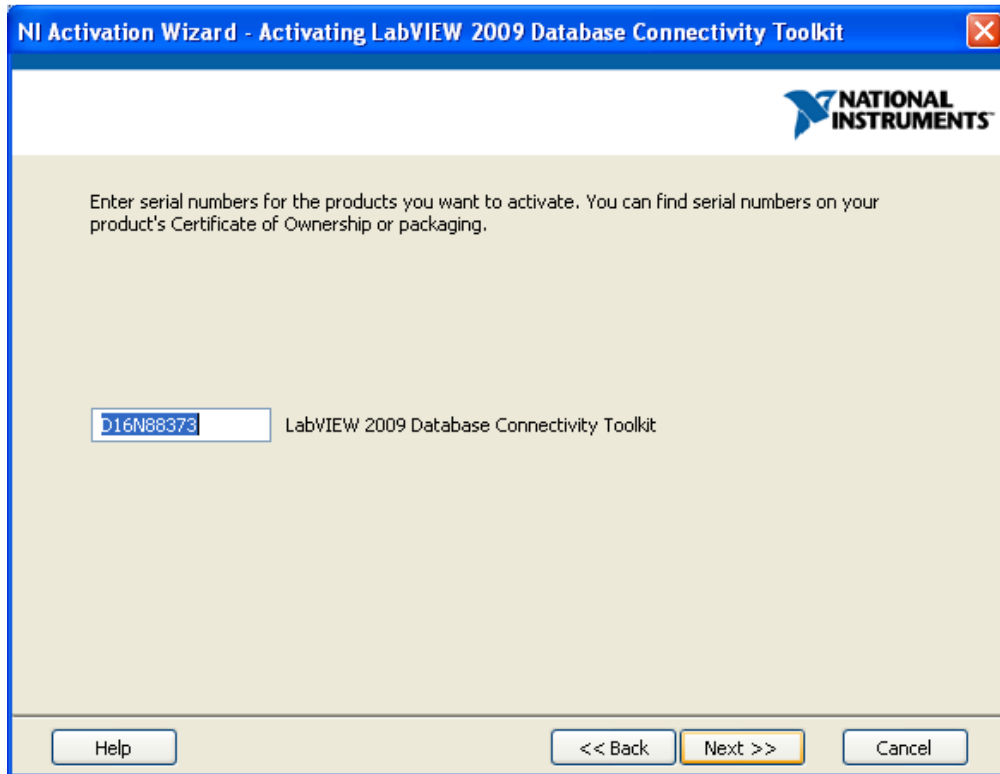 NI Activation Wizard - Activating LabVIEW 2009 Database Connectivity Toolkit
NATIONAL
INSTRUMENTS™
Enter serial numbers for the products you want to activate. You can find serial numbers on your
product's Certificate of Ownership or packaging.
D16N88373 LabVIEW 2009 Database Connectivity Toolkit
Help << Back Next >> Cancel